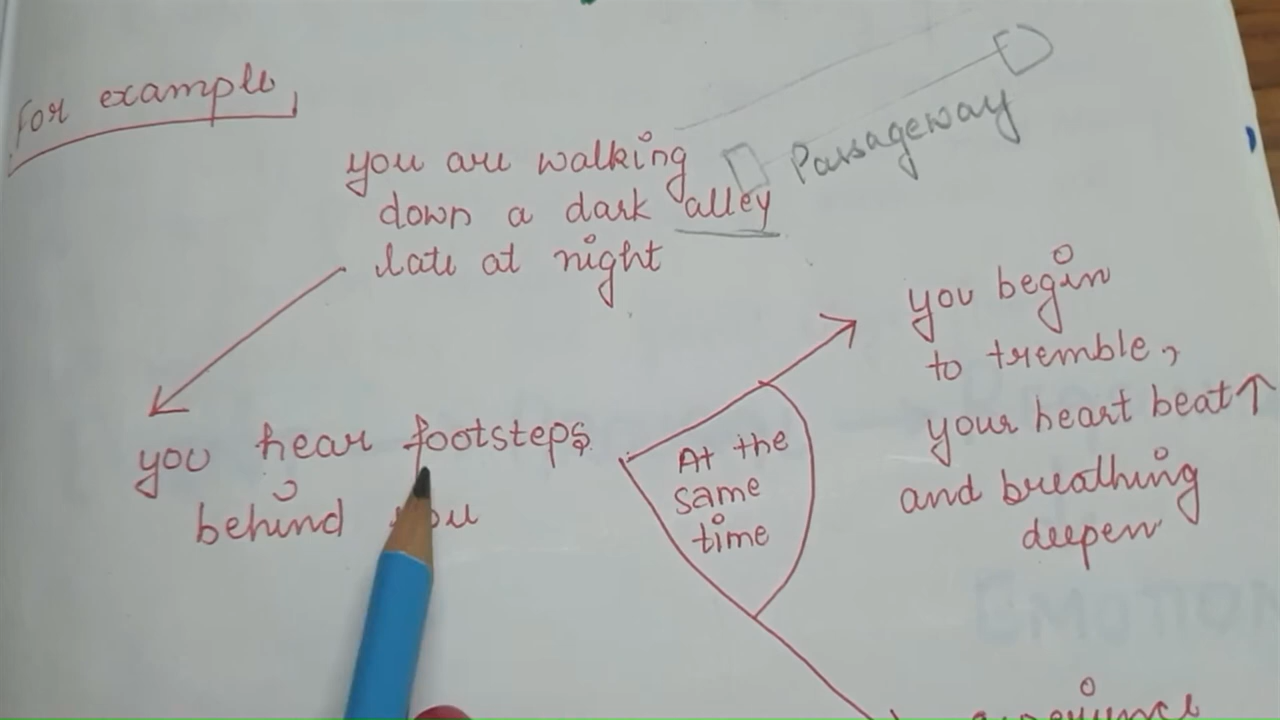 For example,
Passageway
you are walking
down a dark alley
late at night
you hear footsteps
behind you
At the
same
time
you begin
to tremble,
your heart beat↑
and breathing
deepen